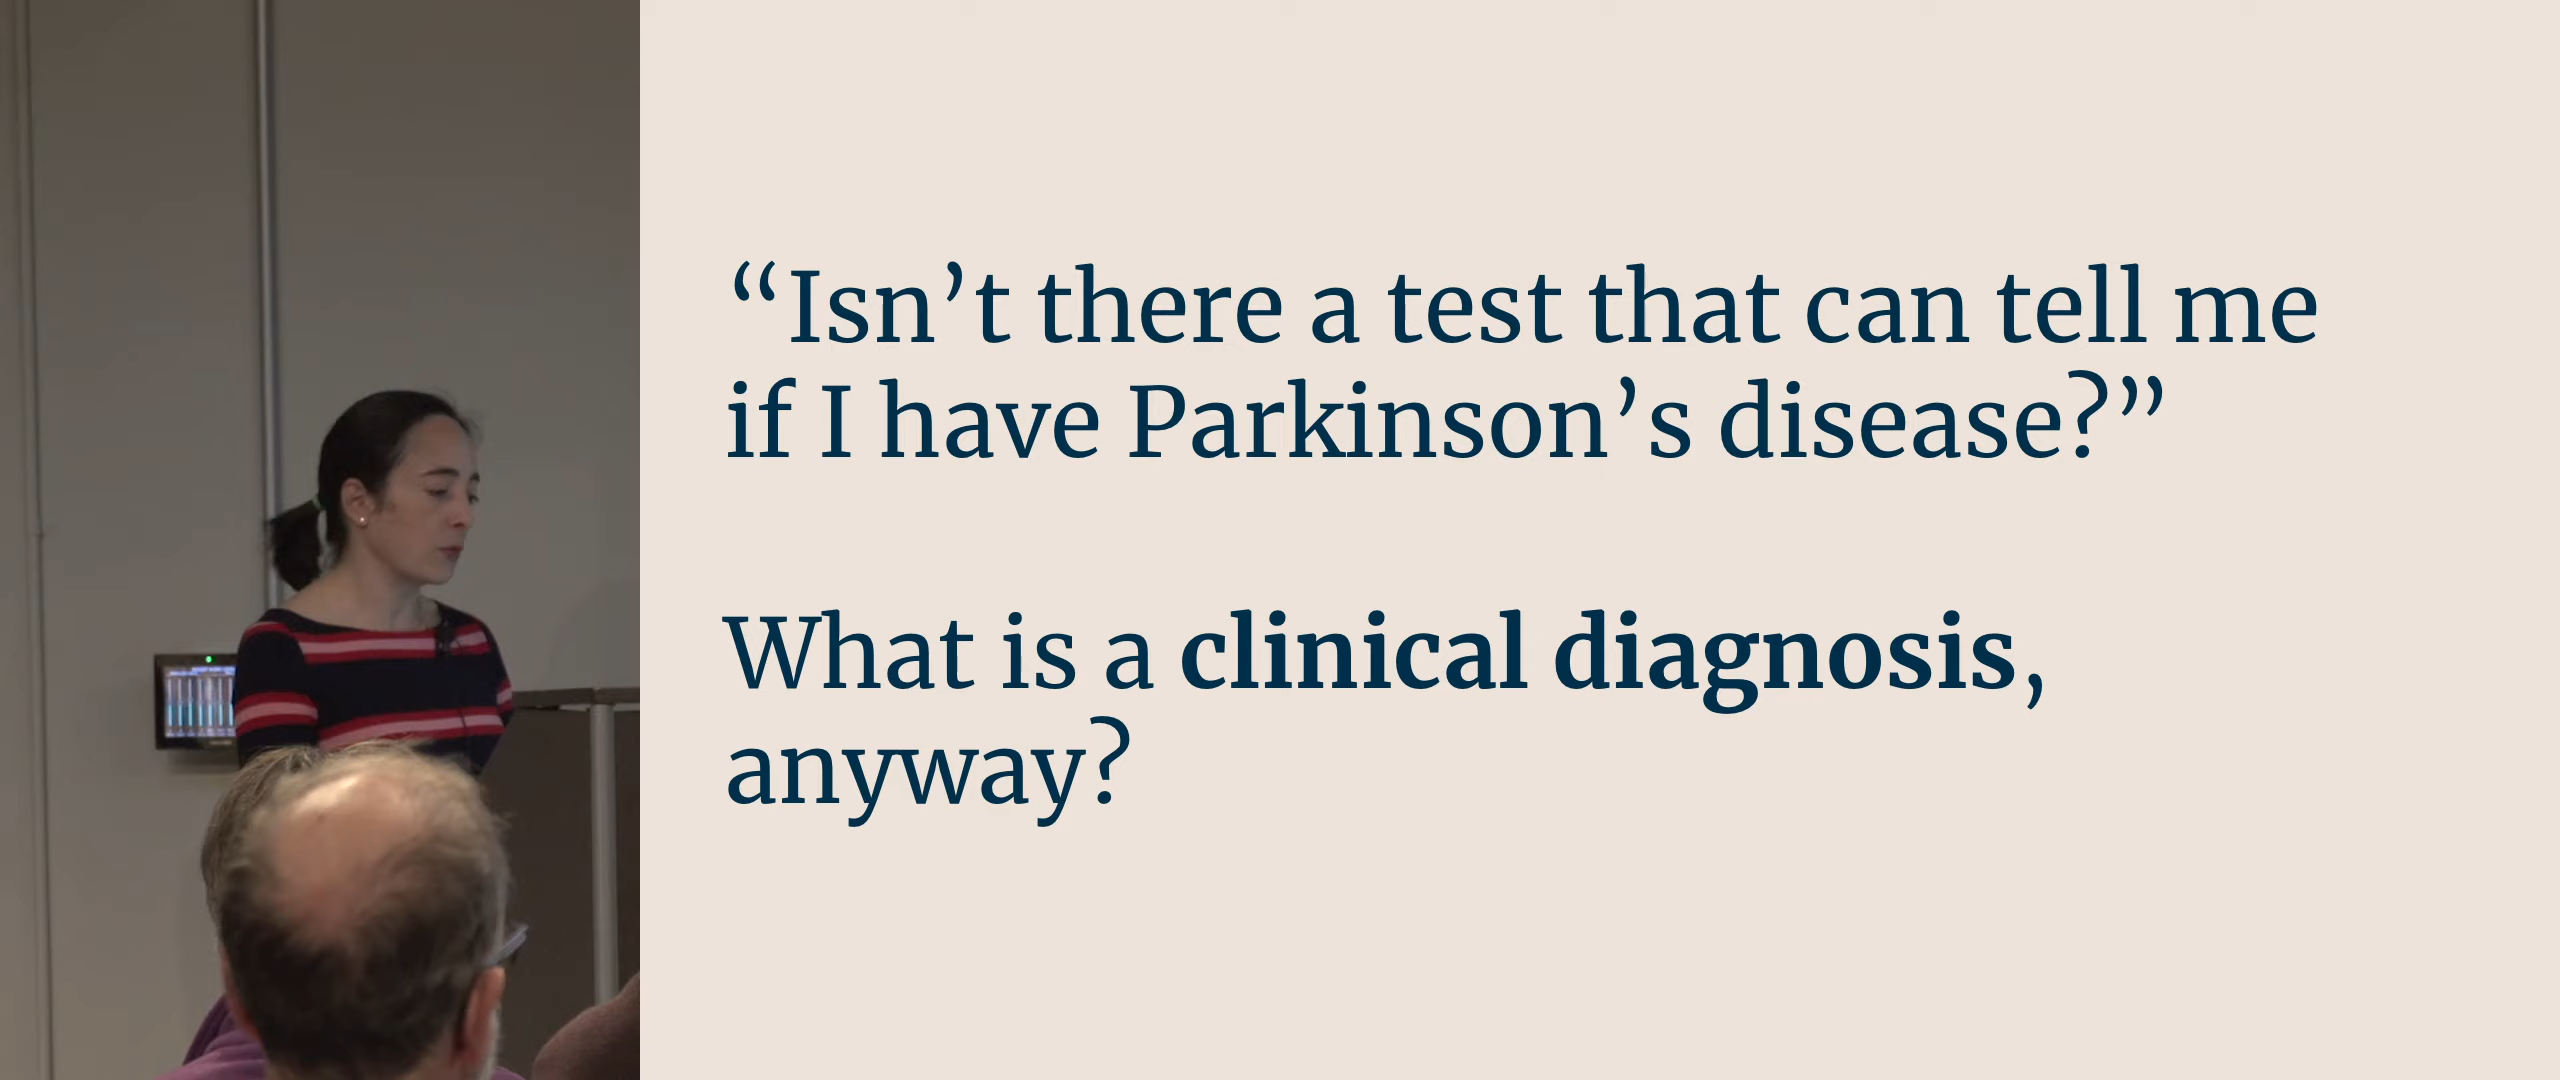 “Isn’t there a test that can tell me
if I have Parkinson’s disease?”
What is a clinical diagnosis,
anyway?